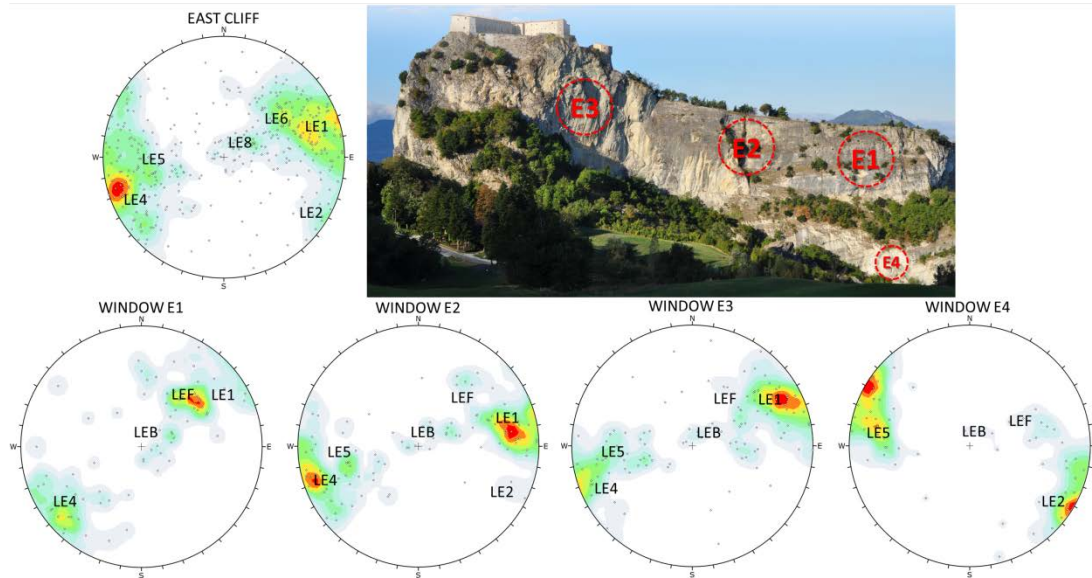 EAST CLIFF
N
W
E
S
LE6
LE1
LE8
LE5
LE4
LE2
E3
E2
E1
E4
WINDOW E1
N
W
E
S
LEF
LE1
LEB
LE4
WINDOW E2
N
W
E
S
LEF
LE1
LEB
LE5
LE4
LE2
WINDOW E3
N
W
E
S
LEF
LE1
LEB
LE5
LE4
WINDOW E4
N
W
E
S
LEF
LEB
LE5
LE2